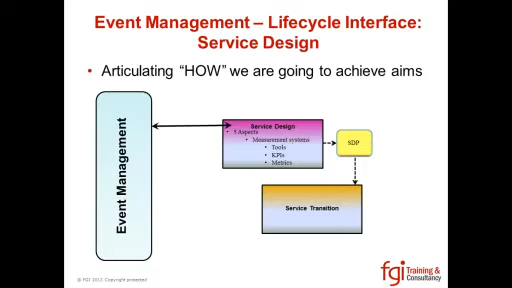 Event Management – Lifecycle Interface:
Service Design
• Articulating “HOW” we are going to achieve aims
Event Management
Service Design
• 5 Aspects
• Measurement systems
• Tools
• KPIs
• Metrics
SDP
Service Transition
© FGI 2013 Copyright protected
fgi Training &
Consultancy